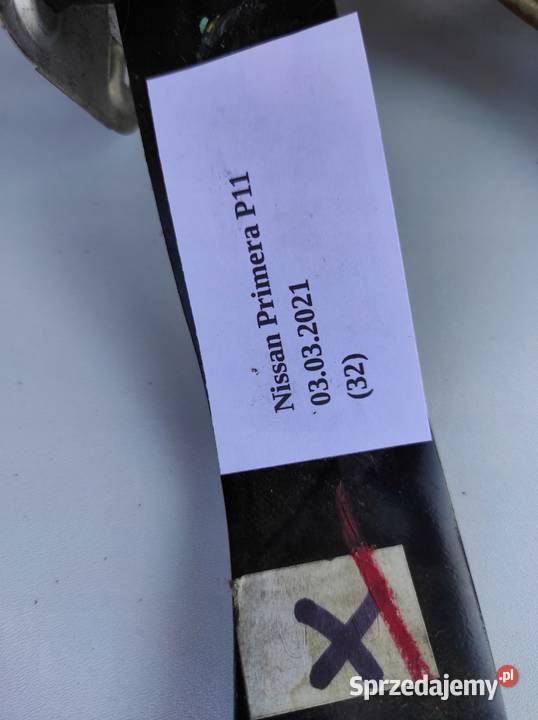 Nissan Primera P11
03.03.2021
(32)
X
Sprzedajemy.pl